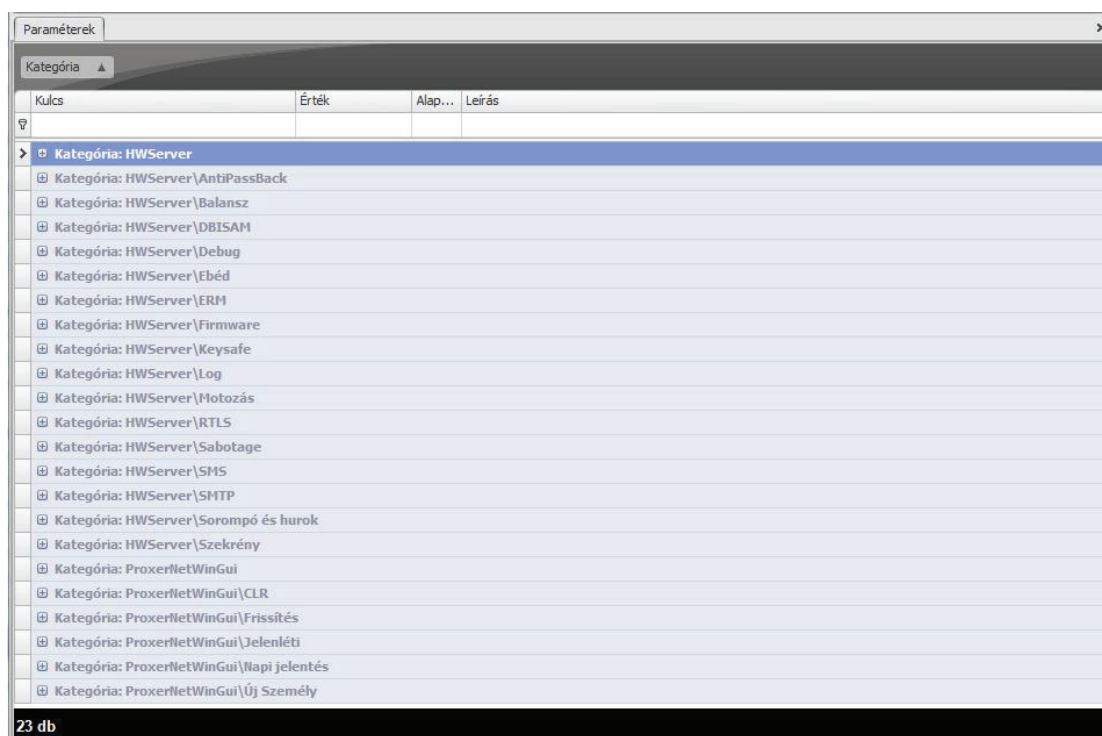 Paraméterek
Kategória
Kulcs Érték Alap... Leírás
Kategória: HWServer
Kategória: HWServer\AntiPassBack
Kategória: HWServer\Balansz
Kategória: HWServer\DBISAM
Kategória: HWServer\Debug
Kategória: HWServer\Ebéd
Kategória: HWServer\ERM
Kategória: HWServer\Firmware
Kategória: HWServer\Keysafe
Kategória: HWServer\Log
Kategória: HWServer\Motozás
Kategória: HWServer\RTLS
Kategória: HWServer\Sabotage
Kategória: HWServer\SMS
Kategória: HWServer\SMTP
Kategória: HWServer\Sorompó és hurok
Kategória: HWServer\Szekrény
Kategória: ProxerNetWinGui
Kategória: ProxerNetWinGui\CLR
Kategória: ProxerNetWinGui\Frissítés
Kategória: ProxerNetWinGui\Jelenléti
Kategória: ProxerNetWinGui\Napi jelentés
Kategória: ProxerNetWinGui\Új Személy
23 db